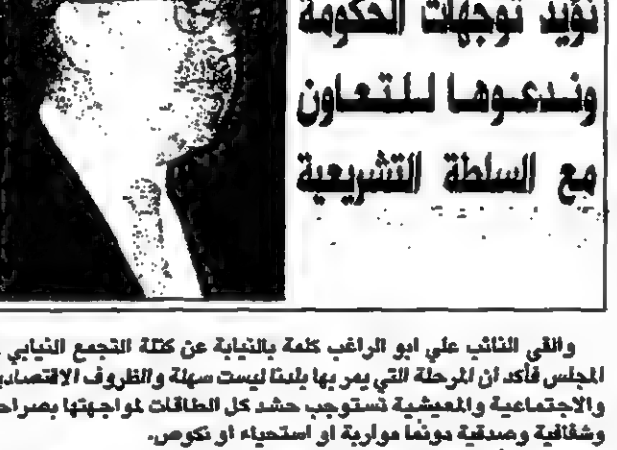 نؤيد توجهات الحكومة
وندعوها للتعاون
مع السلطة التشريعية
والقى النائب علي ابو الراغب كلمة بالنيابة عن كتلة التجمع النيابي
المجلس فأكد ان المرحلة التي يمر بها بلدنا ليست سهلة والظروف الاقتصادية
والاجتماعية والمعيشية تستوجب حشد كل الطاقات لمواجهتها بصراحة
وشفافية وصدقية دونما مواربة او استحياء او نكوص.